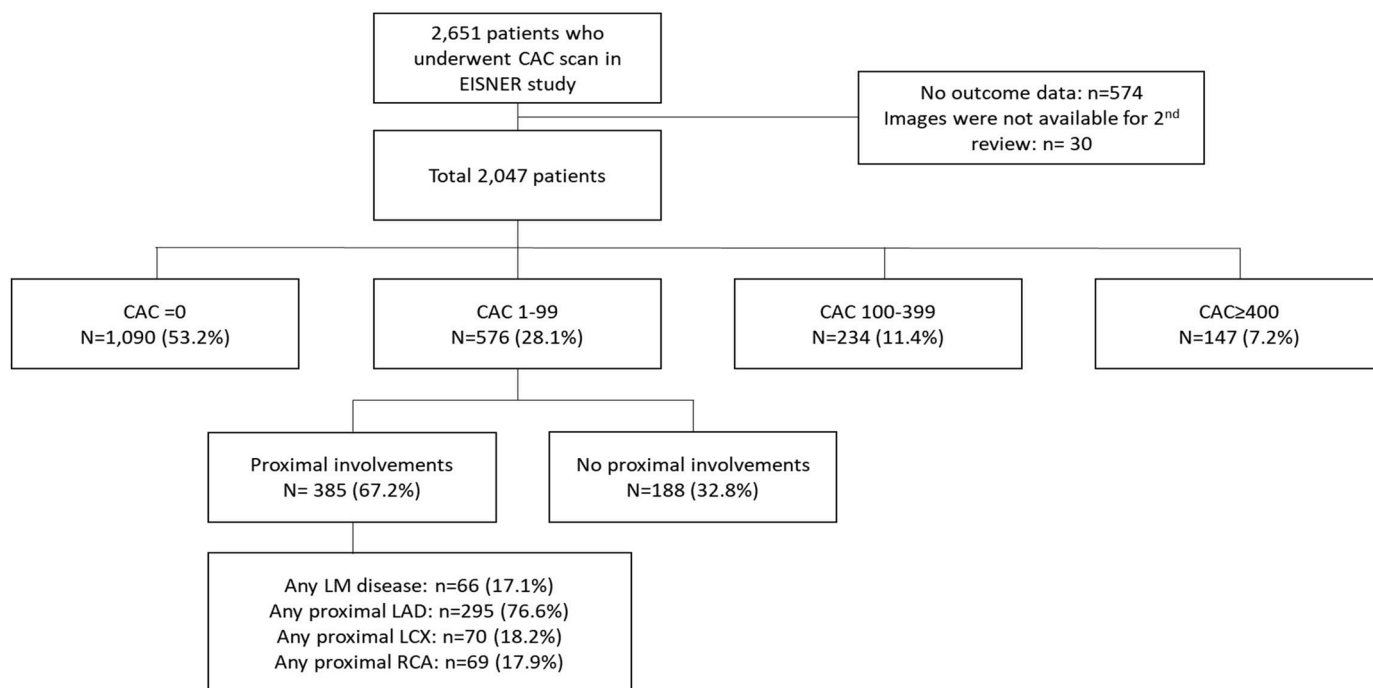 2,651 patients who
underwent CAC scan in
EISNER study
No outcome data: n=574
Images were not available for 2nd
review: n= 30
Total 2,047 patients
CAC =0
N=1,090 (53.2%)
CAC 1-99
N=576 (28.1%)
CAC 100-399
N=234 (11.4%)
CAC≥400
N=147 (7.2%)
Proximal involvements
N= 385 (67.2%)
No proximal involvements
N=188 (32.8%)
Any LM disease: n=66 (17.1%)
Any proximal LAD: n=295 (76.6%)
Any proximal LCX: n=70 (18.2%)
Any proximal RCA: n=69 (17.9%)